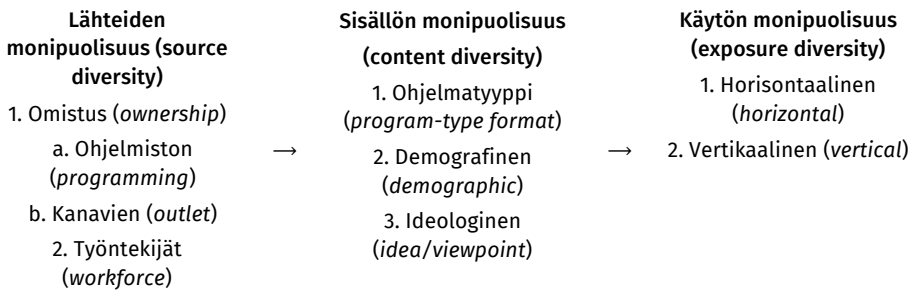 Lähteiden
monipuolisuus (source
diversity)
1. Omistus (ownership)
a. Ohjelmiston
(programming)
b. Kanavien (outlet)
2. Työntekijät
(workforce)
→
Sisällön monipuolisuus
(content diversity)
1. Ohjelmatyyppi
(program-type format)
2. Demografinen
(demographic)
3. Ideologinen
(idea/viewpoint)
→
Käytön monipuolisuus
(exposure diversity)
1. Horisontaalinen
(horizontal)
2. Vertikaalinen (vertical)